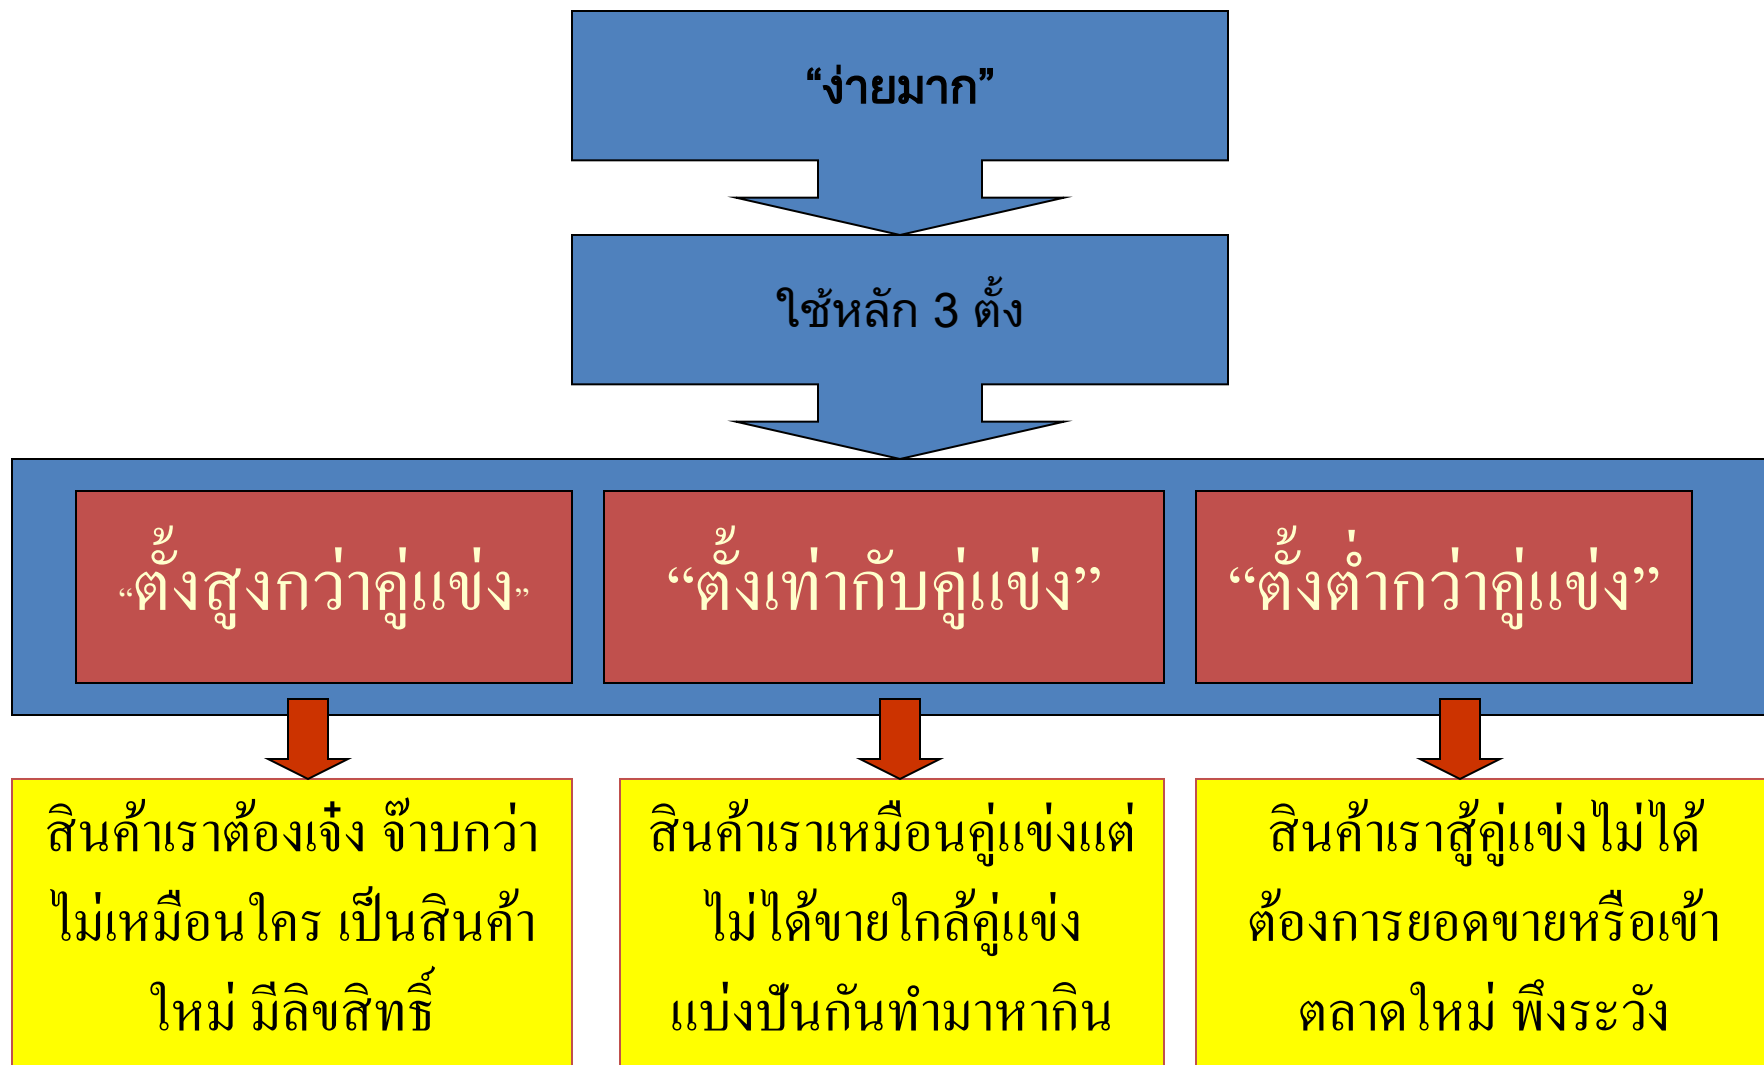 “ง่ายมาก”
ใช้หลัก 3 ตั้ง
“ตั้งสูงกว่าคู่แข่ง”
“ตั้งเท่ากับคู่แข่ง”
“ตั้งต่ำกว่าคู่แข่ง”
สินค้าเราต้องเจ๋ง จ๊าบกว่า
ไม่เหมือนใคร เป็นสินค้า
ใหม่ มีลิขสิทธิ์
สินค้าเราเหมือนคู่แข่งแต่
ไม่ได้ขายใกล้คู่แข่ง
แบ่งปันกันทำมาหากิน
สินค้าเราสู้คู่แข่งไม่ได้
ต้องการยอดขายหรือเข้า
ตลาดใหม่ พึงระวัง